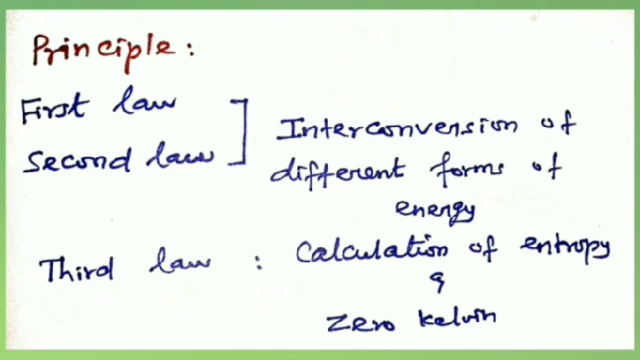 Principle:
First law
Second law
Interconversion of
different forms of
energy
Third law : Calculation of entropy
&
Zero kelvin